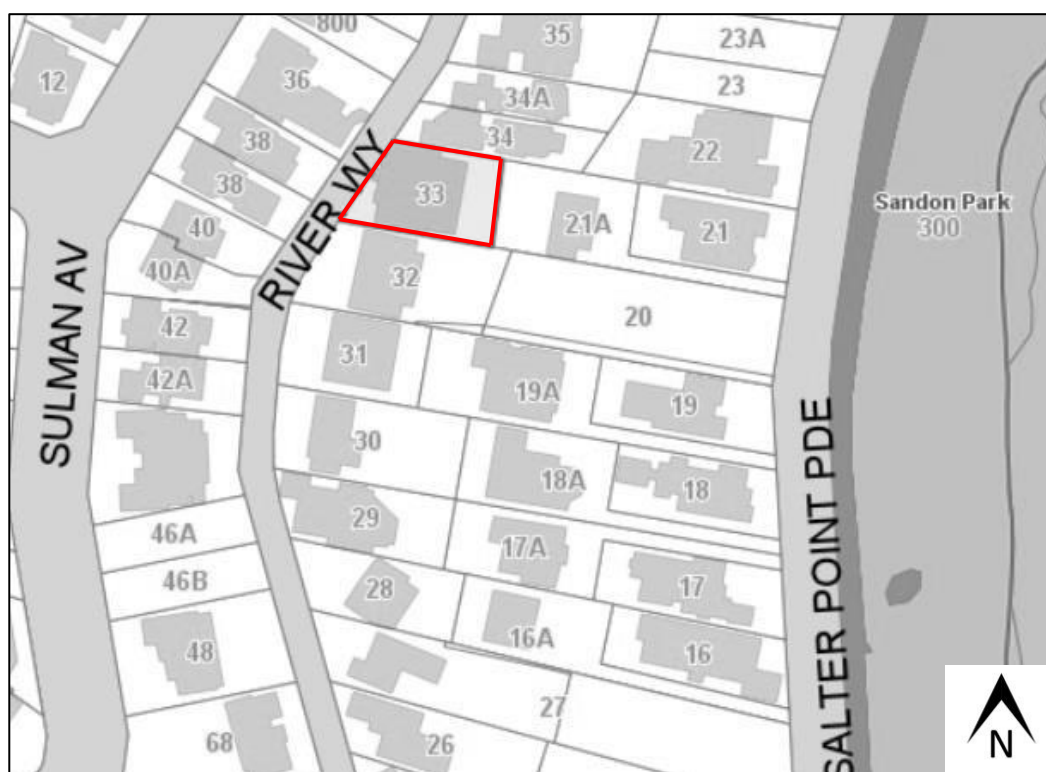 800
35
23A
12
36
34A
23
38
34
22
38
33
21A
21
Sandon Park
300
40
40A
32
20
RIVER WY
SULMAN AV
42
31
42A
19A
19
30
18A
18
29
17A
46A
46B
28
16A
17
48
16
SALTER POINT PDE
27
68
26
N